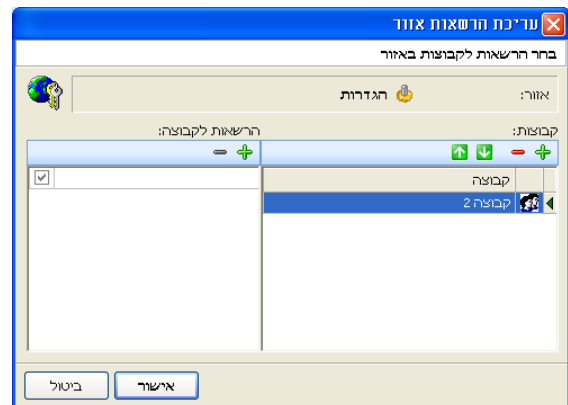 עריכת הרשאות אזור
בחר הרשאות לקבוצות באזור
אזור: הגדרות
קבוצות:
הרשאות לקבוצה:
קבוצה
קבוצה 2
אישור
ביטול